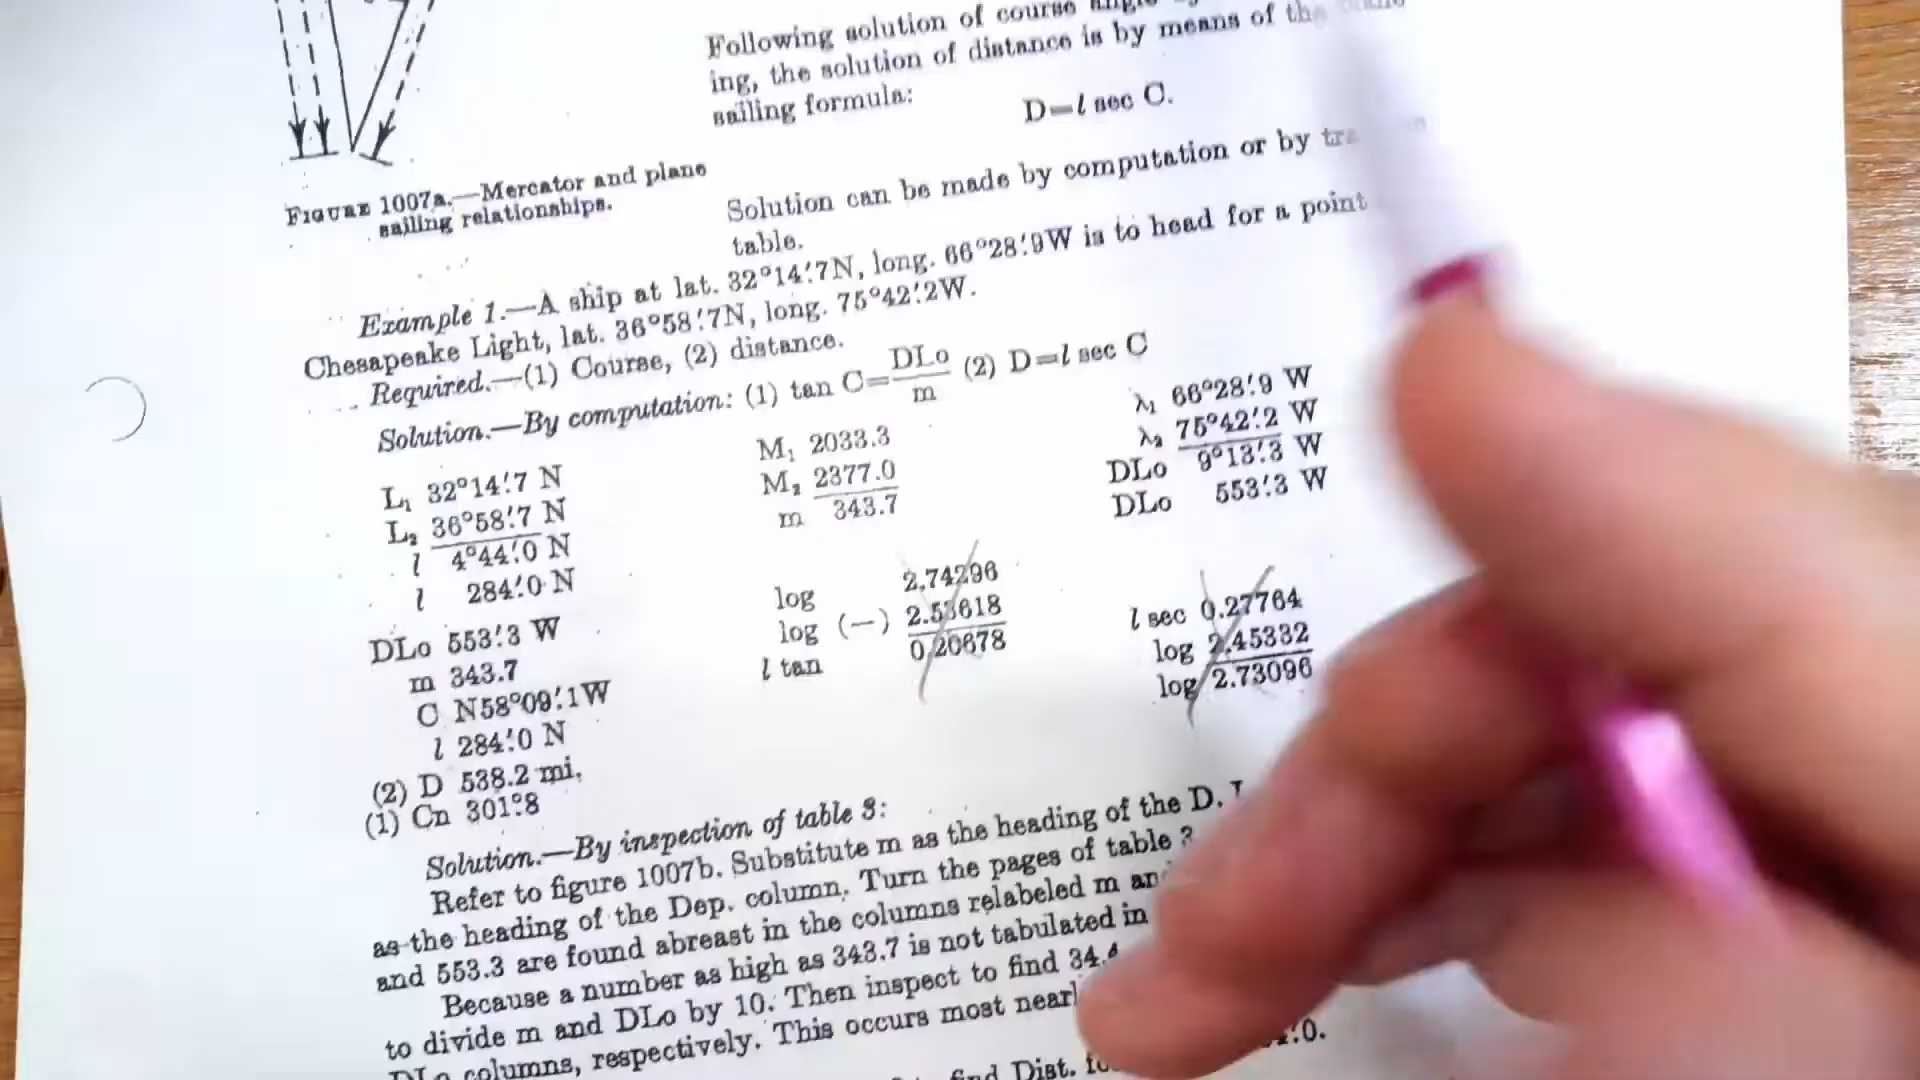 Following solution of course angle
ing, the solution of distance is by means of the plane
sailing formula:
D=l sec C.
FIGURE 1007a.—Mercator and plane
sailing relationships.
Solution can be made by computation or by
table.
Example 1.—A ship at lat. 32°14'.7N, long. 66°28'.9W is to head for a point
Chesapeake Light, lat. 36°58'.7N, long. 75°42'.2W.
Required.—(1) Course, (2) distance.
Solution.—By computation: (1) tan C=DLo/m (2) D=l sec C
L₁ 32°14'.7 N M₁ 2033.3 λ₁ 66°28'.9 W
L₂ 36°58'.7 N M₂ 2377.0 λ₂ 75°42'.2 W
l 4°44'.0 N m 343.7 DLo 9°13'.3 W
l 284'.0 N DLo 553'.3 W
DLo 553'.3 W log 2.74296
m 343.7 log (—) 2.53618 l sec 0.27764
C N58°09'.1W l tan 0.20678 log 2.45332
l 284'.0 N log 2.73096
(2) D 538.2 mi.
(1) Cn 301°.8
Solution.—By inspection of table 3:
Refer to figure 1007b. Substitute m as the heading of the D.
as the heading of the Dep. column. Turn the pages of table
and 553.3 are found abreast in the columns relabeled m
Because a number as high as 343.7 is not tabulated in
to divide m and DLo by 10. Then inspect to find 34.4
DLo columns, respectively. This occurs most
find Dist.